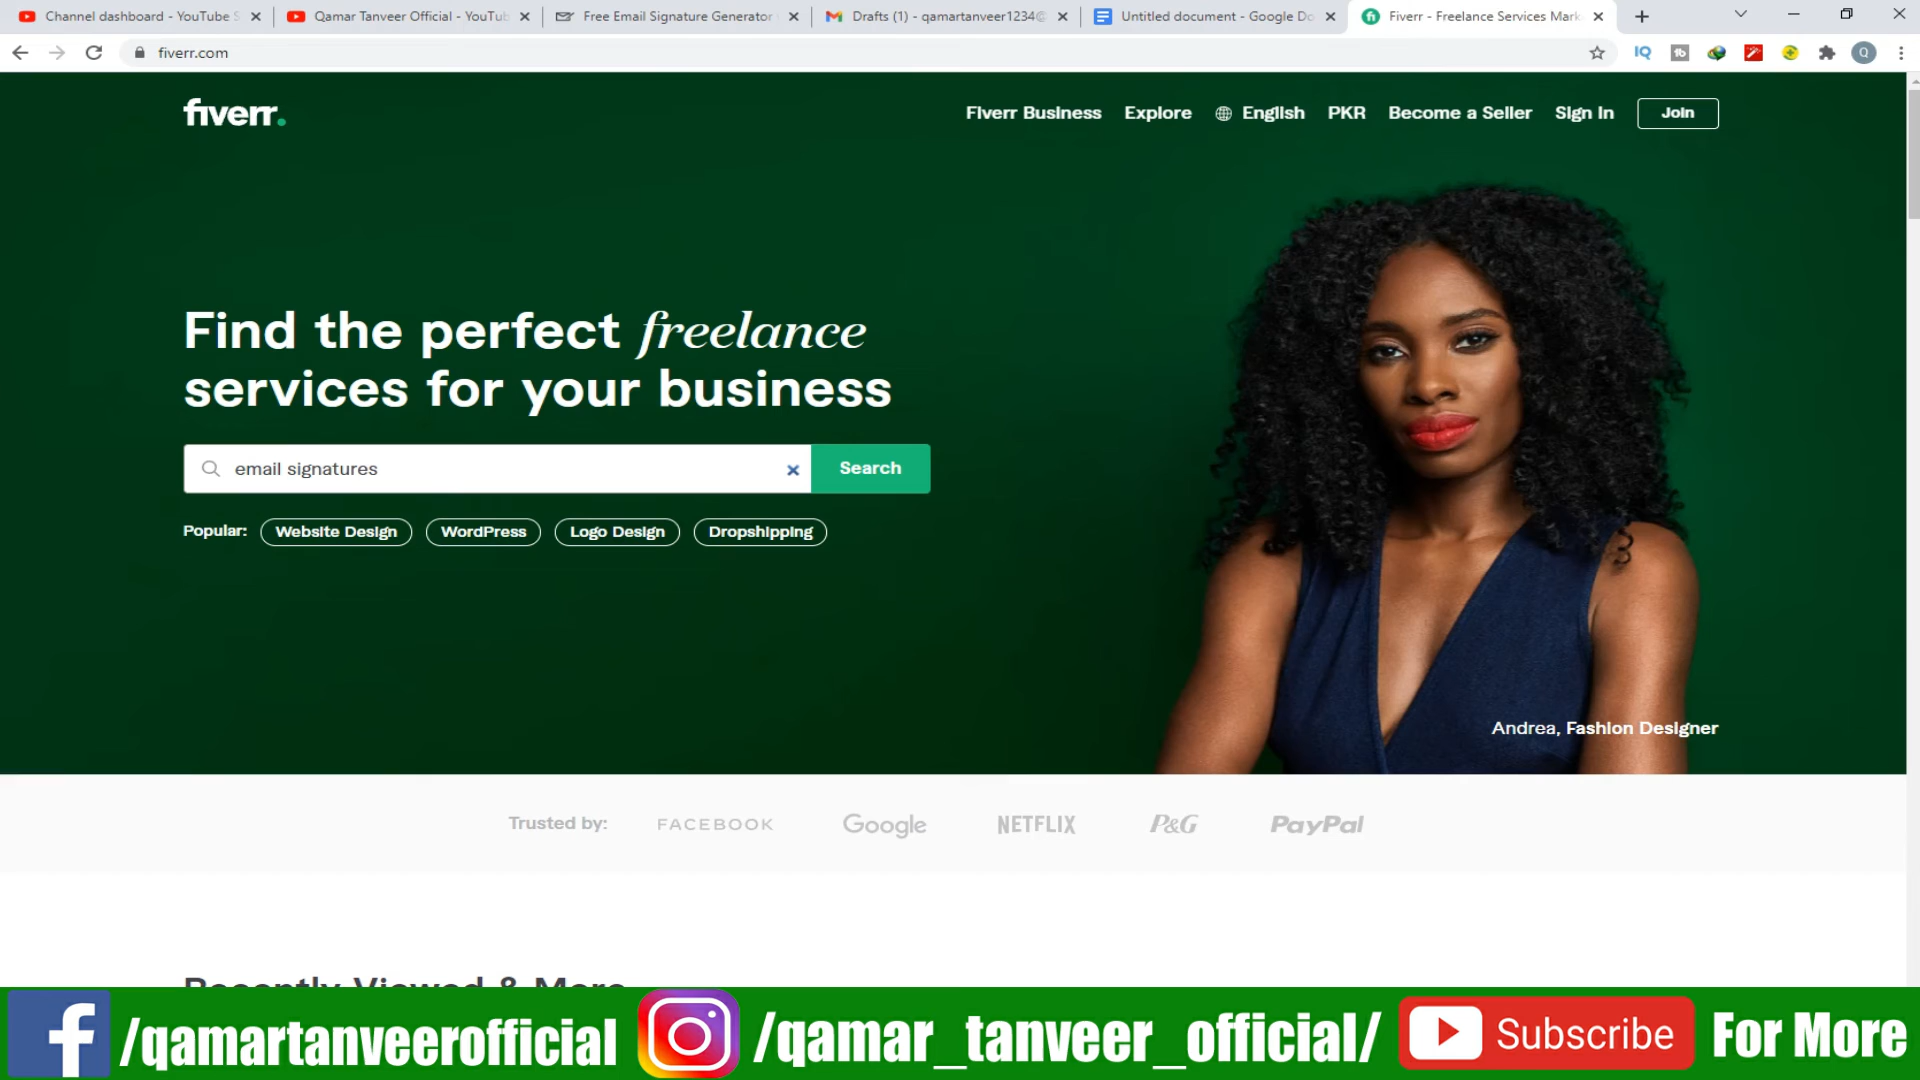 Channel dashboard - YouTube S
Qamar Tanveer Official - YouTub
Free Email Signature Generator
Drafts (1) - qamartanveer1234@
Untitled document - Google Do
Fiverr - Freelance Services Mark
fiverr.com
fiverr.
Fiverr Business
Explore
English
PKR
Become a Seller
Sign In
Join
Find the perfect freelance
services for your business
email signatures
Search
Popular:
Website Design
WordPress
Logo Design
Dropshipping
Andrea, Fashion Designer
Trusted by:
FACEBOOK
Google
NETFLIX
P&G
PayPal
Recently Viewed & More
/qamartanveerofficial
/qamar_tanveer_official/
Subscribe
For More